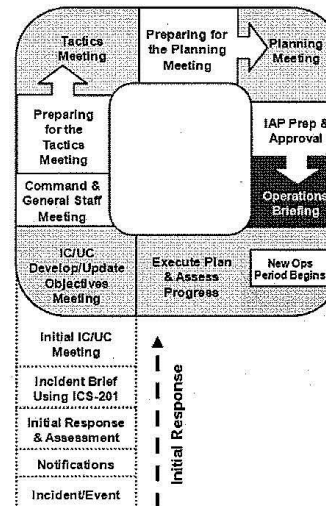 Tactics
Meeting
Preparing for
the Planning
Meeting
Planning
Meeting
Preparing
for the
Tactics
Meeting
IAP Prep &
Approval
Command &
General Staff
Meeting
Operations
Briefing
IC/UC
Develop/Update
Objectives
Meeting
Execute Plan
& Assess
Progress
New Ops
Period Begins
Initial IC/UC
Meeting
Incident Brief
Using ICS-201
Initial Response
& Assessment
Notifications
Incident/Event
Initial Response